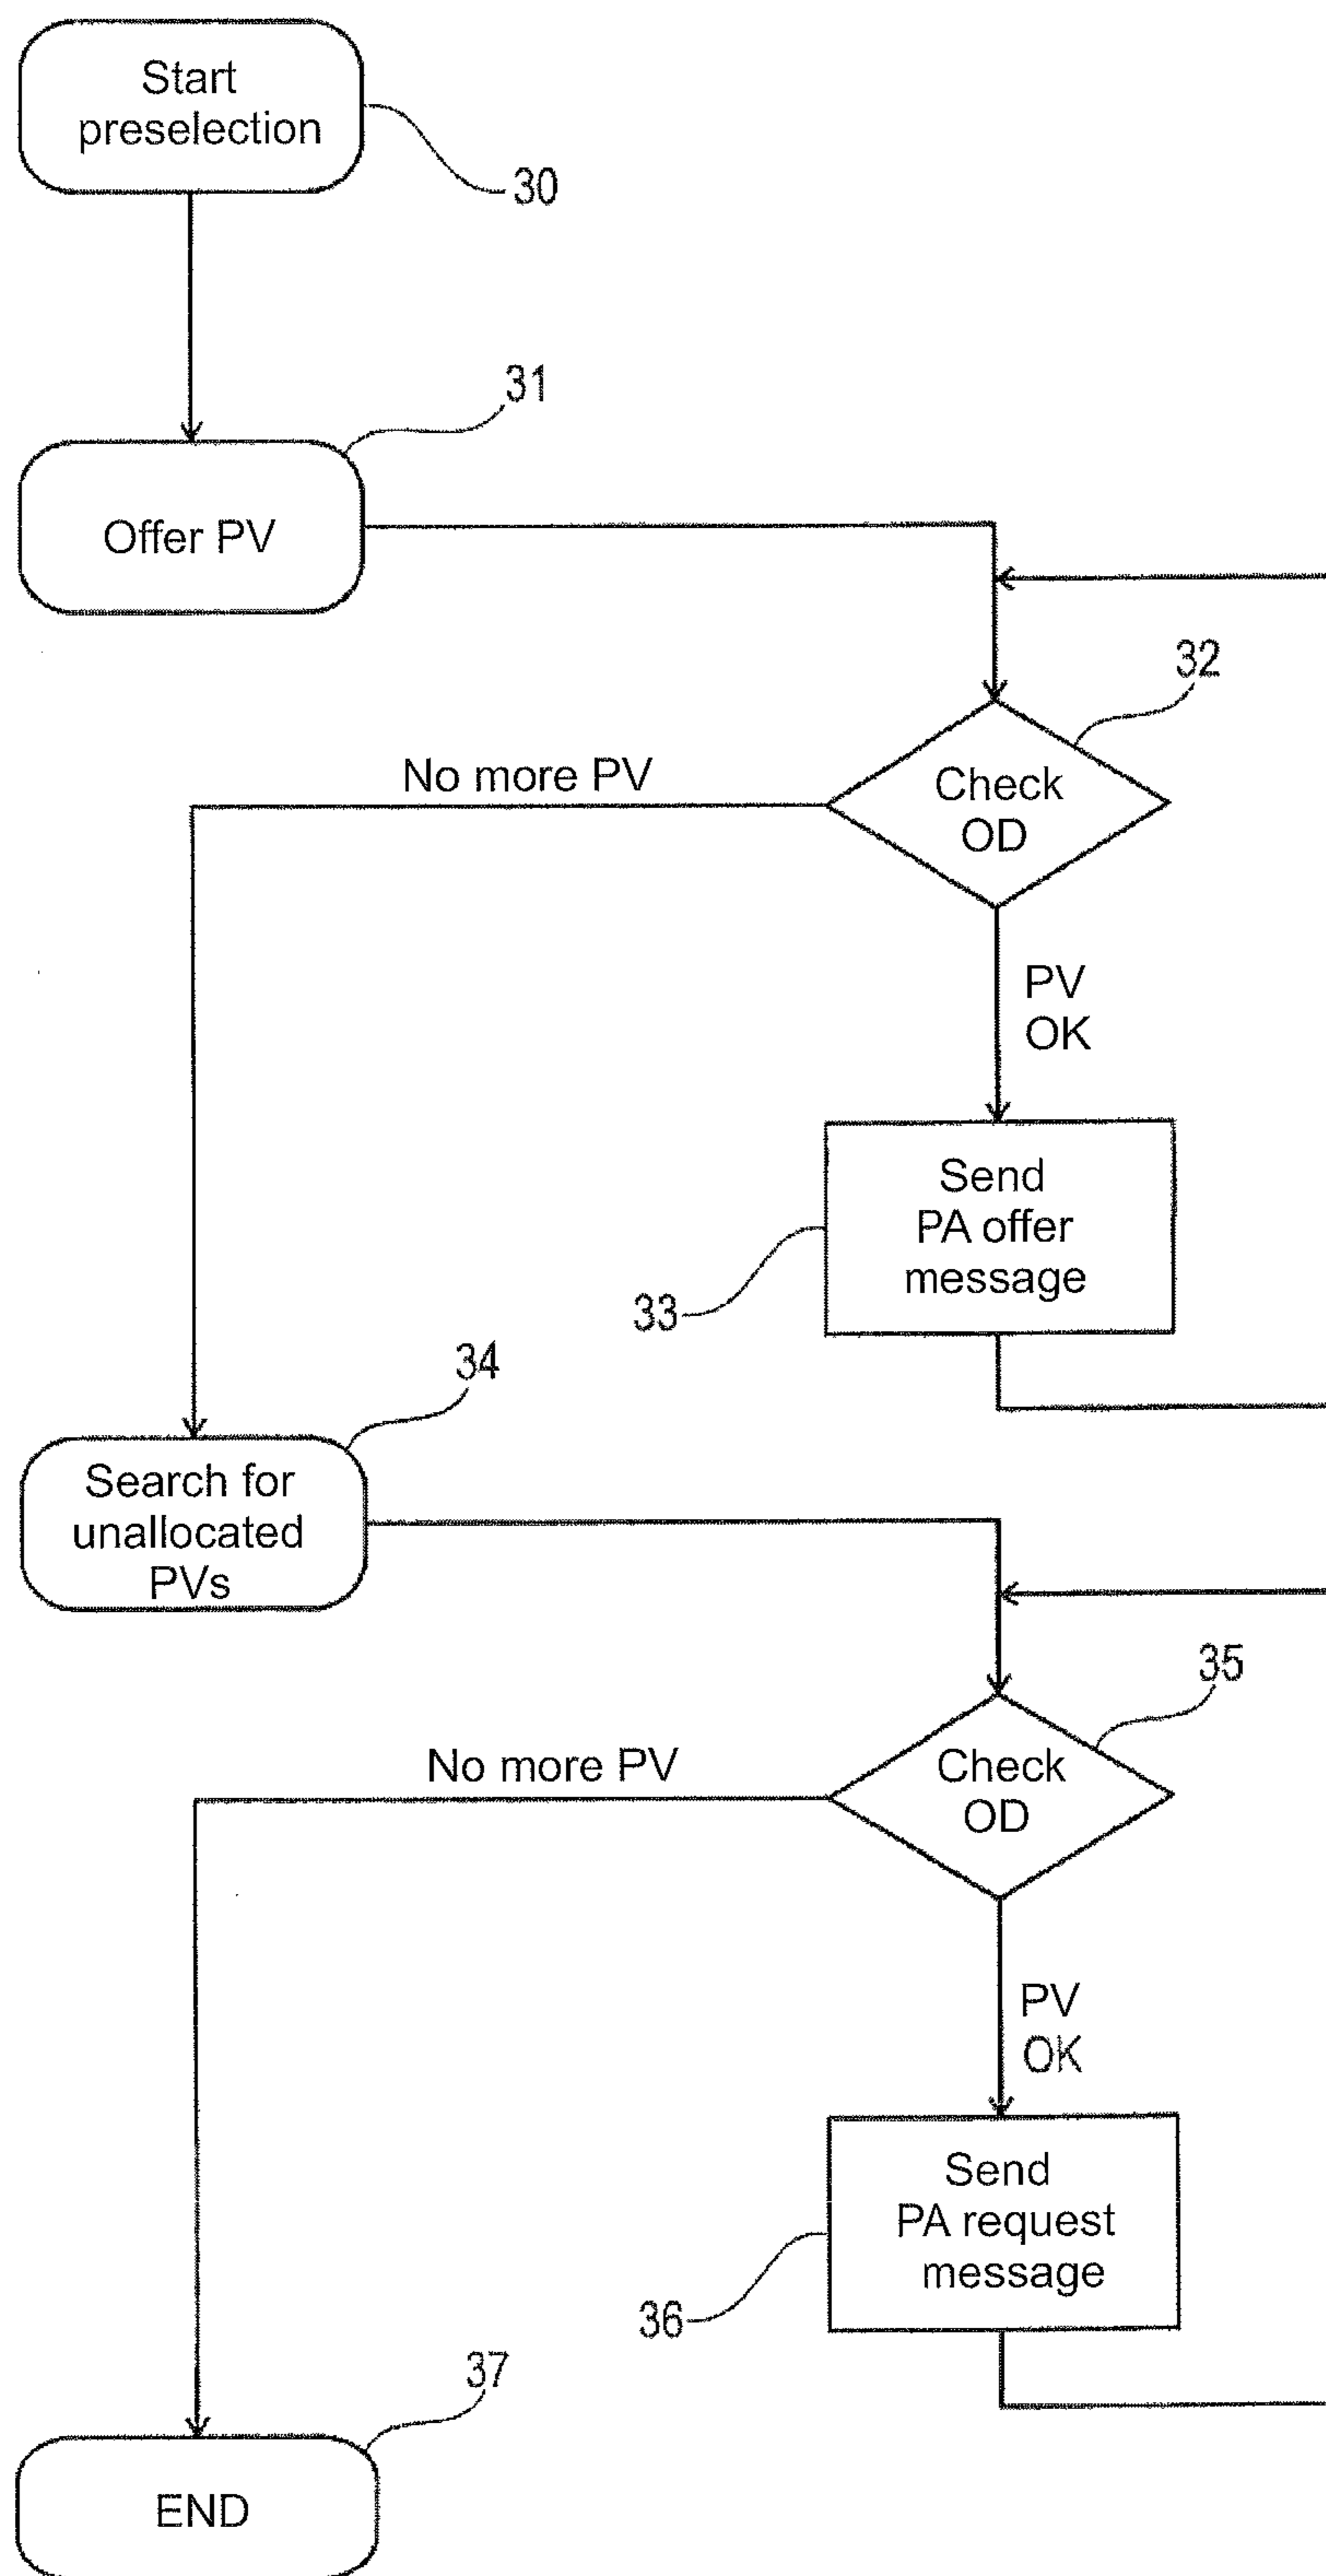 Start
preselection
30
31
Offer PV
32
No more PV
Check
OD
PV
OK
Send
PA offer
message
33
34
Search for
unallocated
PVs
35
No more PV
Check
OD
PV
OK
Send
PA request
message
36
37
END